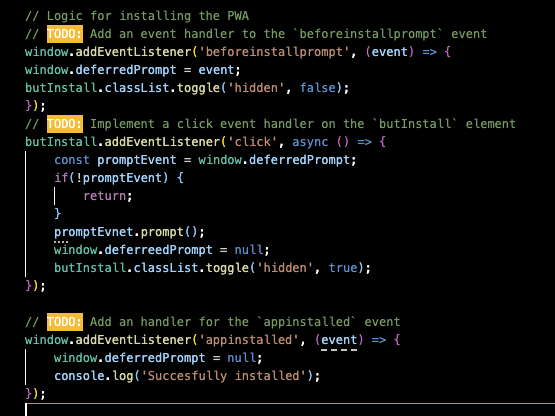 // Logic for installing the PWA
// TODO: Add an event handler to the `beforeinstallprompt` event
window.addEventListener('beforeinstallprompt', (event) => {
window.deferredPrompt = event;
butInstall.classList.toggle('hidden', false);
});
// TODO: Implement a click event handler on the `butInstall` element
butInstall.addEventListener('click', async () => {
    const promptEvent = window.deferredPrompt;
    if(!promptEvent) {
        return;
    }
    promptEvnet.prompt();
    window.deferreedPrompt = null;
    butInstall.classList.toggle('hidden', true);
});

// TODO: Add an handler for the `appinstalled` event
window.addEventListener('appinstalled', (event) => {
    window.deferredPrompt = null;
    console.log('Succesfully installed');
});